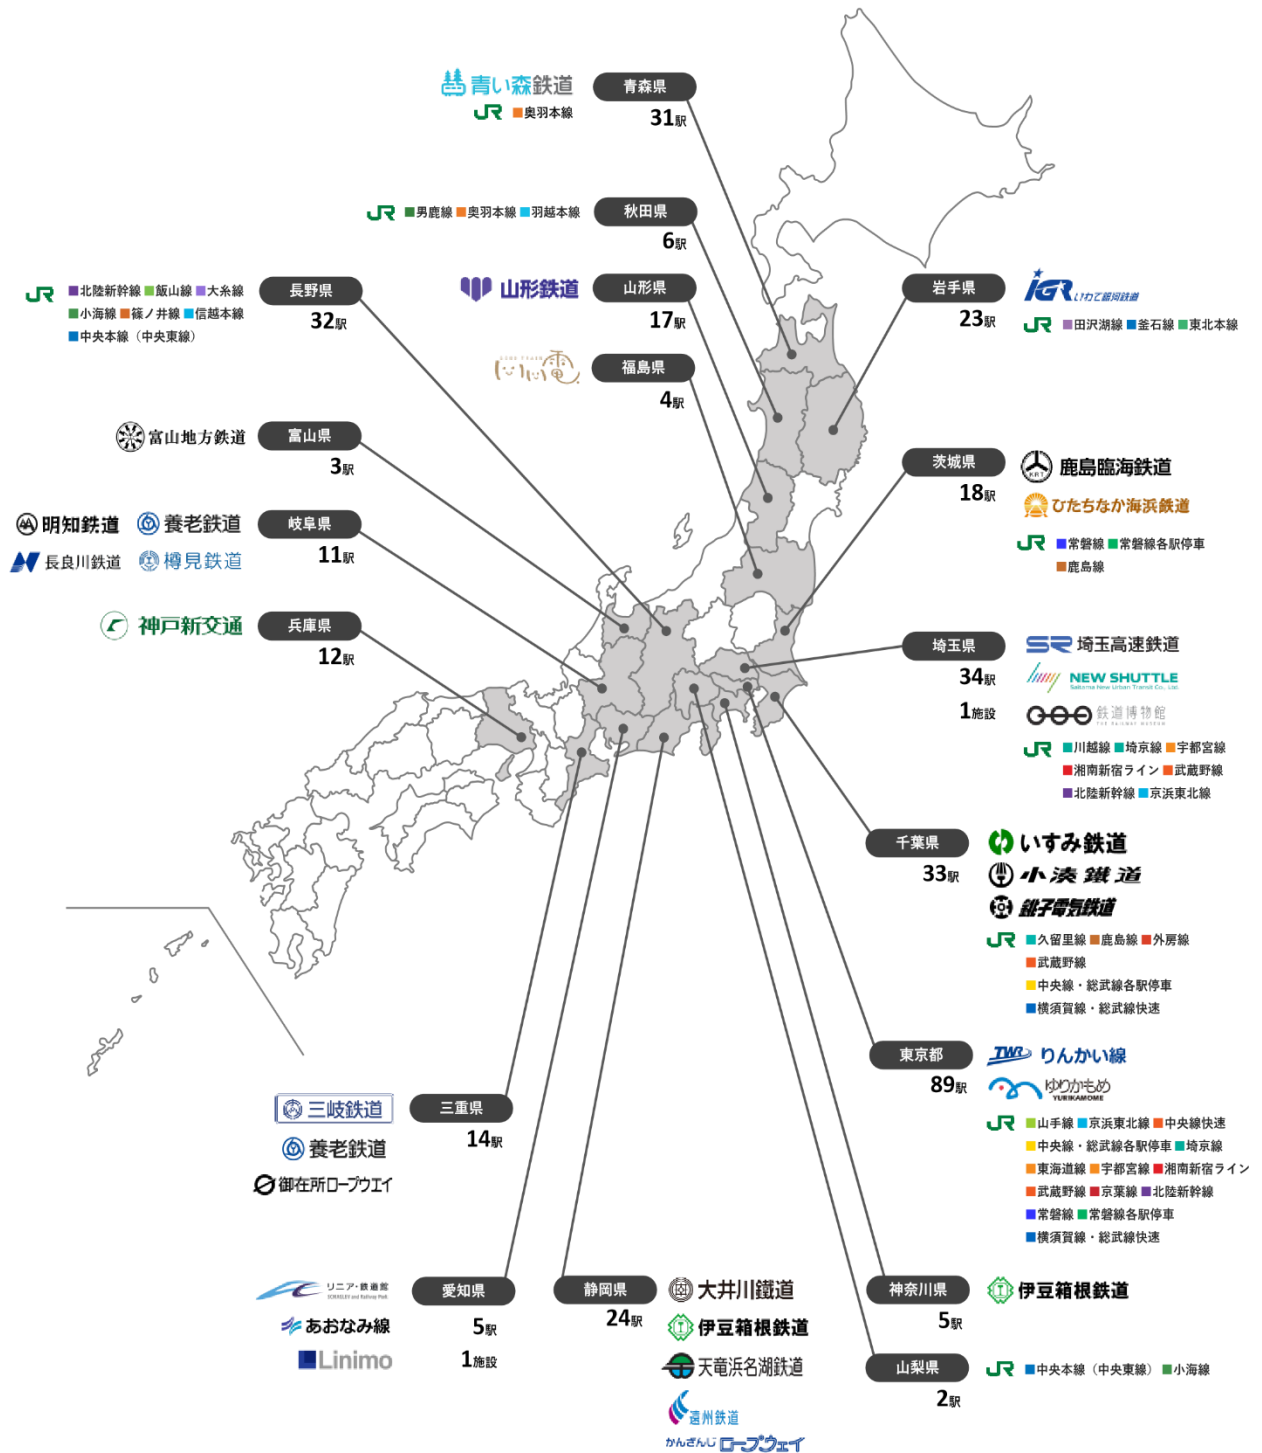 青い森鉄道
青森県
JR ■奥羽本線
31駅
JR ■男鹿線 ■奥羽本線 ■羽越本線
秋田県
6駅
JR ■北陸新幹線 ■飯山線 ■大糸線
■小海線 ■篠ノ井線 ■信越本線
■中央本線（中央東線）
長野県
32駅
山形鉄道
山形県
17駅
岩手県
23駅
IGR いわて銀河鉄道
JR ■田沢湖線 ■釜石線 ■東北本線
福島県
4駅
富山地方鉄道
富山県
3駅
茨城県
18駅
KRT 鹿島臨海鉄道
ひたちなか海浜鉄道
JR ■常磐線 ■常磐線各駅停車
■鹿島線
明知鉄道 養老鉄道
長良川鉄道 樽見鉄道
岐阜県
11駅
神戸新交通
兵庫県
12駅
埼玉県
34駅
1施設
SR 埼玉高速鉄道
NEW SHUTTLE
Saitama New Urban Transit Co., Ltd.
鉄道博物館
THE RAILWAY MUSEUM
JR ■川越線 ■埼京線 ■宇都宮線
■湘南新宿ライン ■武蔵野線
■北陸新幹線 ■京浜東北線
千葉県
33駅
いすみ鉄道
小湊鐵道
銚子電気鉄道
JR ■久留里線 ■鹿島線 ■外房線
■武蔵野線
■中央線・総武線各駅停車
■横須賀線・総武線快速
東京都
89駅
TWR りんかい線
ゆりかもめ
YURIKAMOME
JR ■山手線 ■京浜東北線 ■中央線快速
■中央線・総武線各駅停車 ■埼京線
■東海道線 ■宇都宮線 ■湘南新宿ライン
■武蔵野線 ■京葉線 ■北陸新幹線
■常磐線 ■常磐線各駅停車
■横須賀線・総武線快速
三岐鉄道
養老鉄道
御在所ロープウエイ
三重県
14駅
リニア・鉄道館
SCMAGLEV and Railway Park
あおなみ線
Linimo
愛知県
5駅
1施設
静岡県
24駅
大井川鐵道
伊豆箱根鉄道
天竜浜名湖鉄道
遠州鉄道
かんざんじロープウェイ
神奈川県
5駅
伊豆箱根鉄道
山梨県
2駅
JR ■中央本線（中央東線） ■小海線